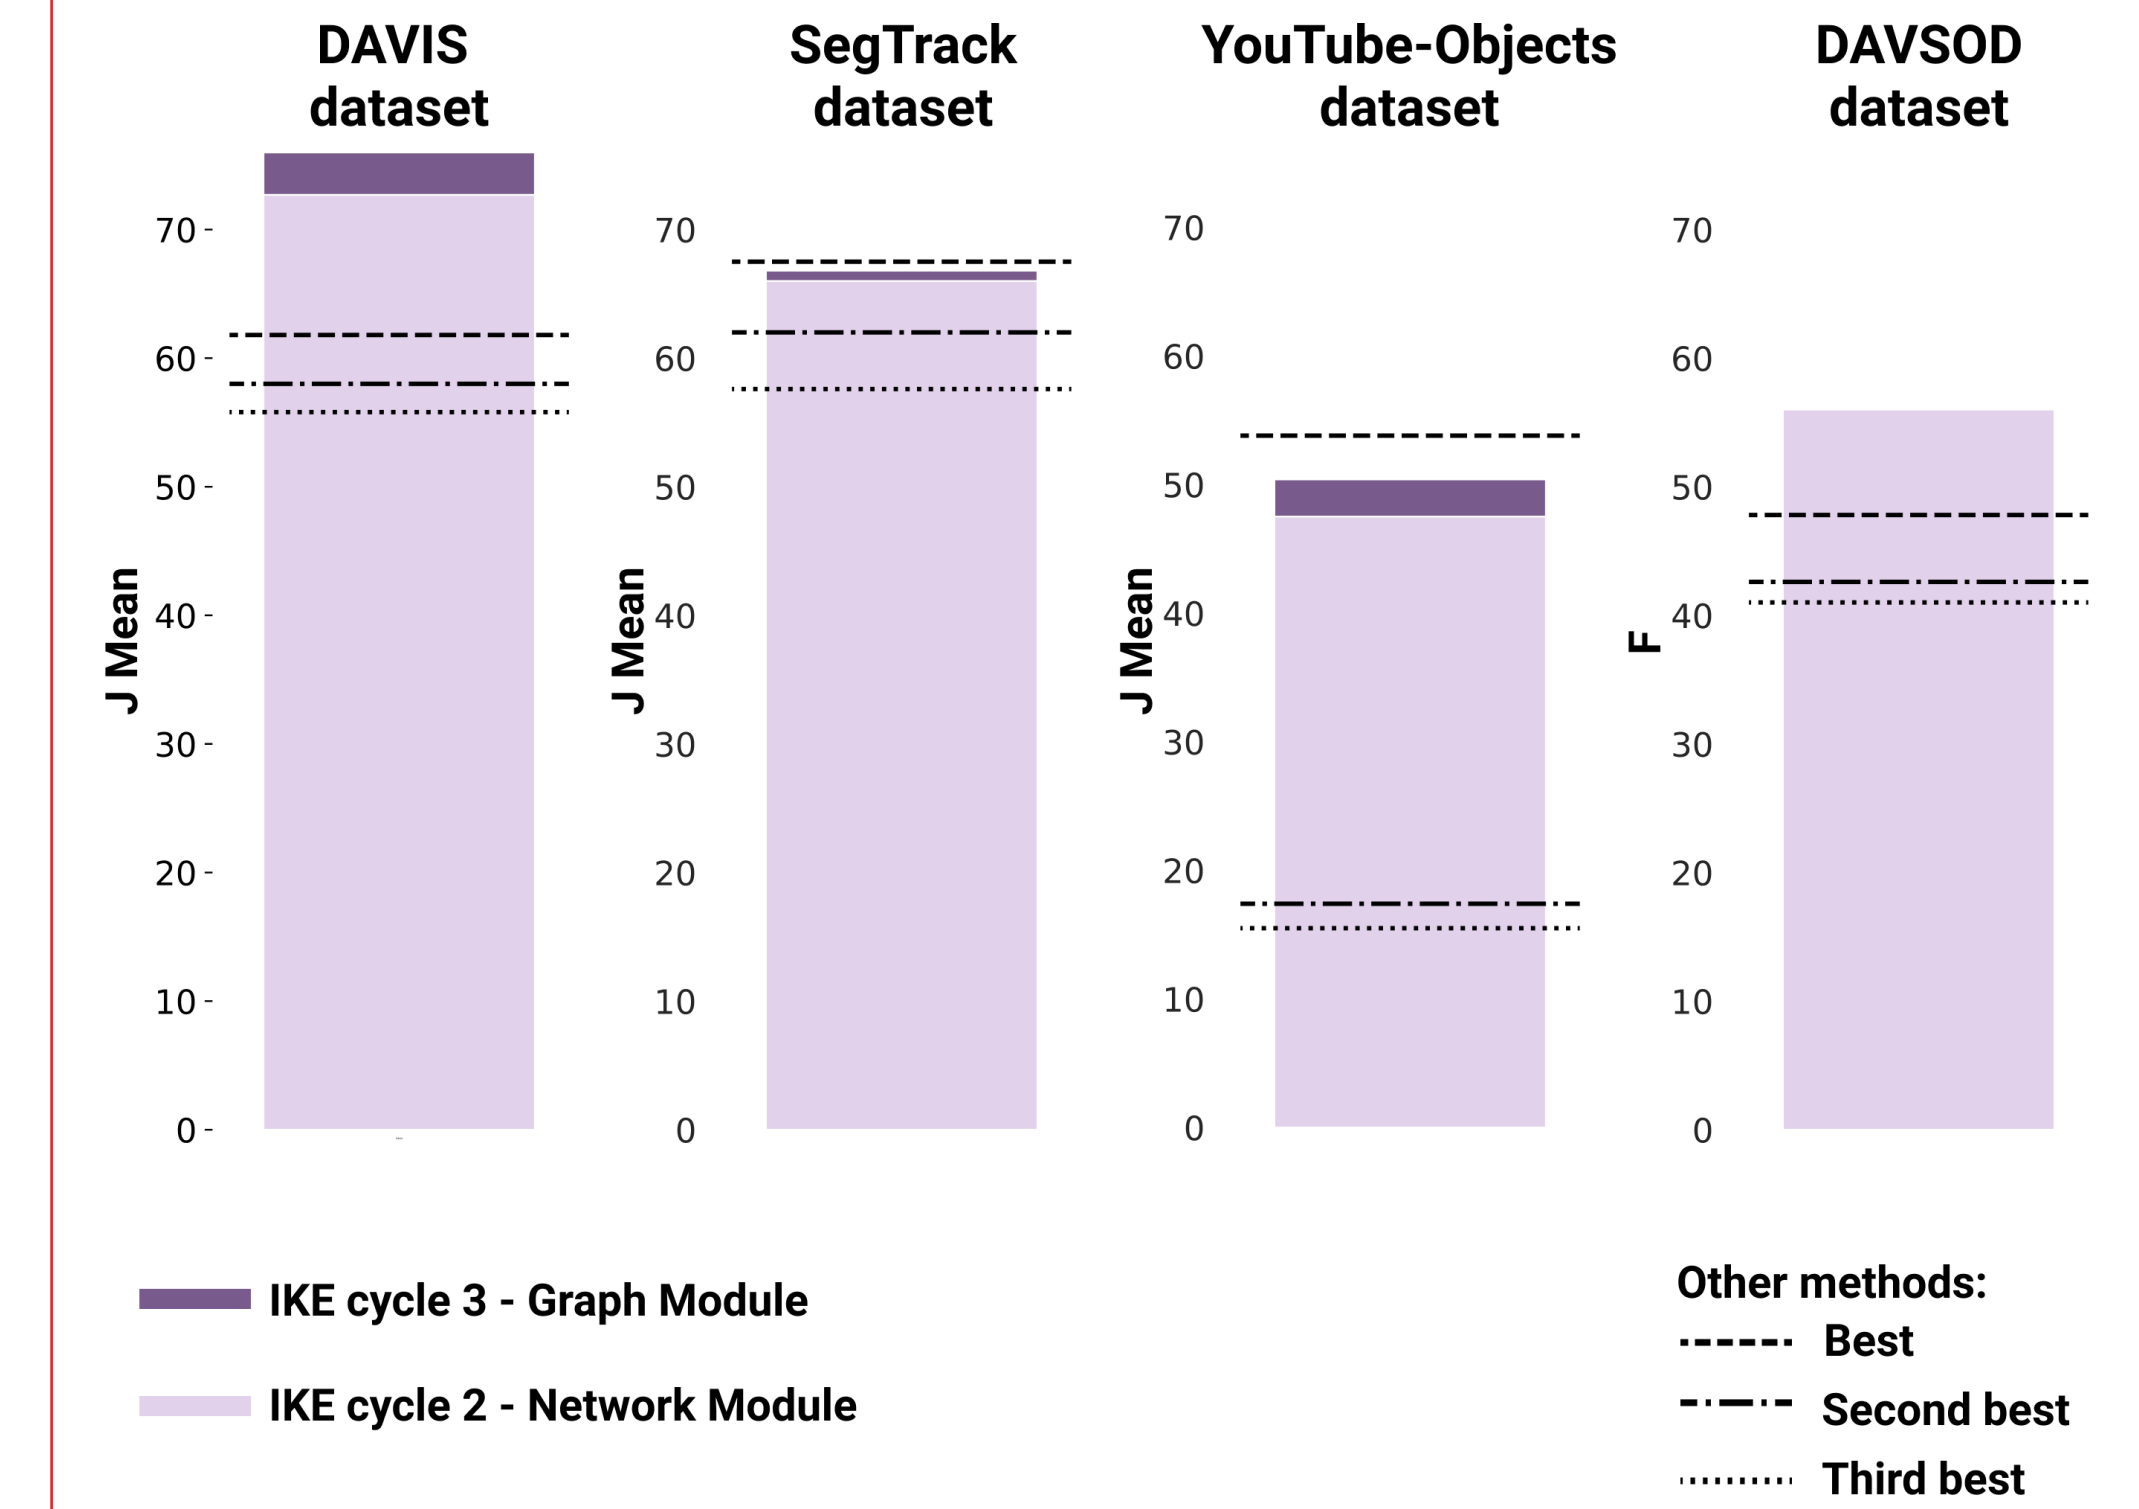 DAVIS
dataset
SegTrack
dataset
YouTube-Objects
dataset
DAVSOD
dataset
J Mean
70
60
50
40
30
20
10
0
J Mean
70
60
50
40
30
20
10
0
J Mean
70
60
50
40
30
20
10
0
F
70
60
50
40
30
20
10
0
IKE cycle 3 - Graph Module
IKE cycle 2 - Network Module
Other methods:
Best
Second best
Third best